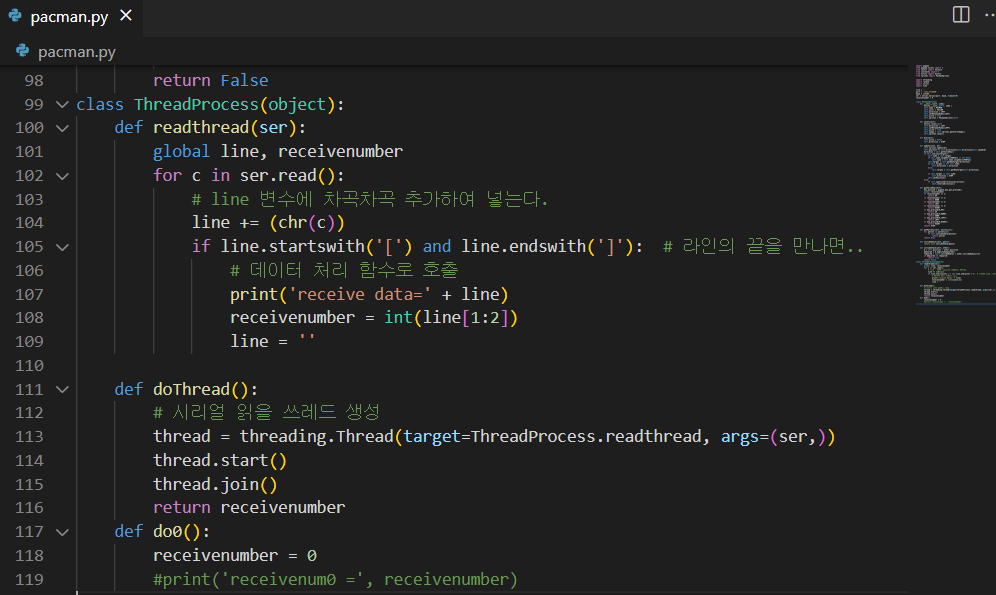 pacman.py
pacman.py
98 return False
99 class ThreadProcess(object):
100 def readthread(ser):
101 global line, receivenumber
102 for c in ser.read():
103 # line 변수에 차곡차곡 추가하여 넣는다.
104 line += (chr(c))
105 if line.startswith('[') and line.endswith(']'): # 라인의 끝을 만나면..
106 # 데이터 처리 함수로 호출
107 print('receive data=' + line)
108 receivenumber = int(line[1:2])
109 line = ''
110
111 def doThread():
112 # 시리얼 읽을 쓰레드 생성
113 thread = threading.Thread(target=ThreadProcess.readthread, args=(ser,))
114 thread.start()
115 thread.join()
116 return receivenumber
117 def do0():
118 receivenumber = 0
119 #print('receivenum0 =', receivenumber)